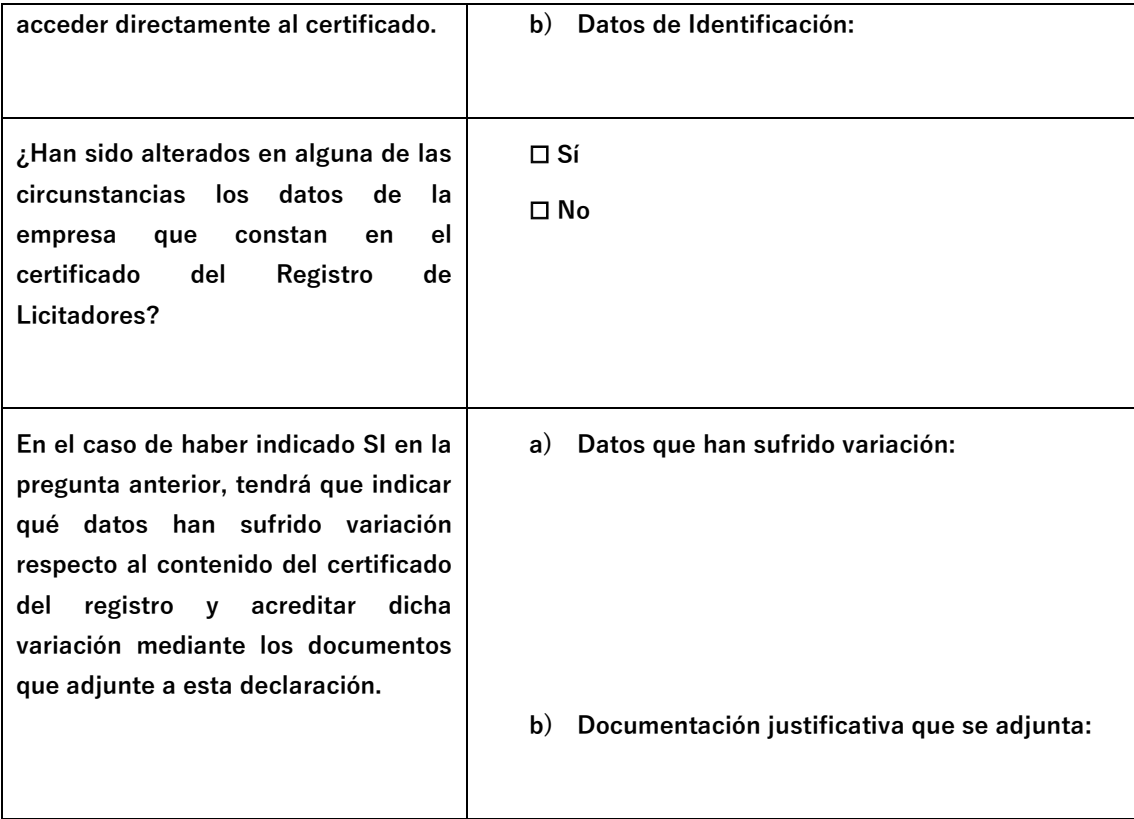 acceder directamente al certificado.
b) Datos de Identificación:
¿Han sido alterados en alguna de las
circunstancias los datos de la
empresa que constan en el
certificado del Registro de
Licitadores?
☐ Sí
☐ No
En el caso de haber indicado SI en la
pregunta anterior, tendrá que indicar
qué datos han sufrido variación
respecto al contenido del certificado
del registro y acreditar dicha
variación mediante los documentos
que adjunte a esta declaración.
a) Datos que han sufrido variación:
b) Documentación justificativa que se adjunta: